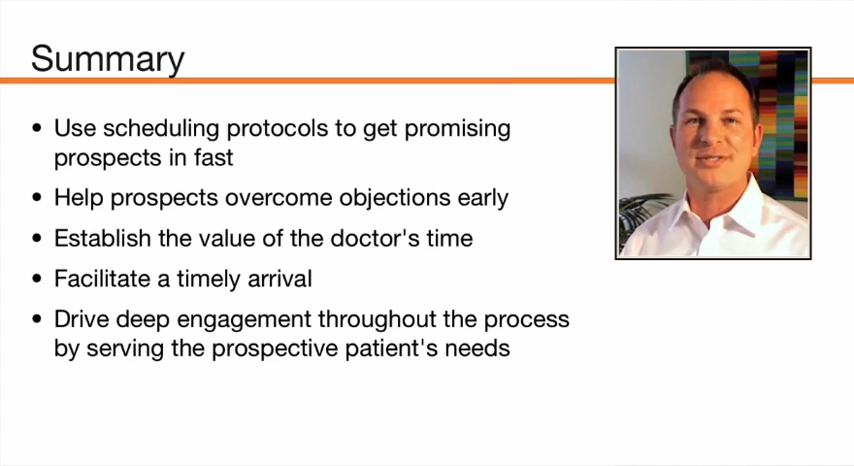 Summary
• Use scheduling protocols to get promising
prospects in fast
• Help prospects overcome objections early
• Establish the value of the doctor's time
• Facilitate a timely arrival
• Drive deep engagement throughout the process
by serving the prospective patient's needs